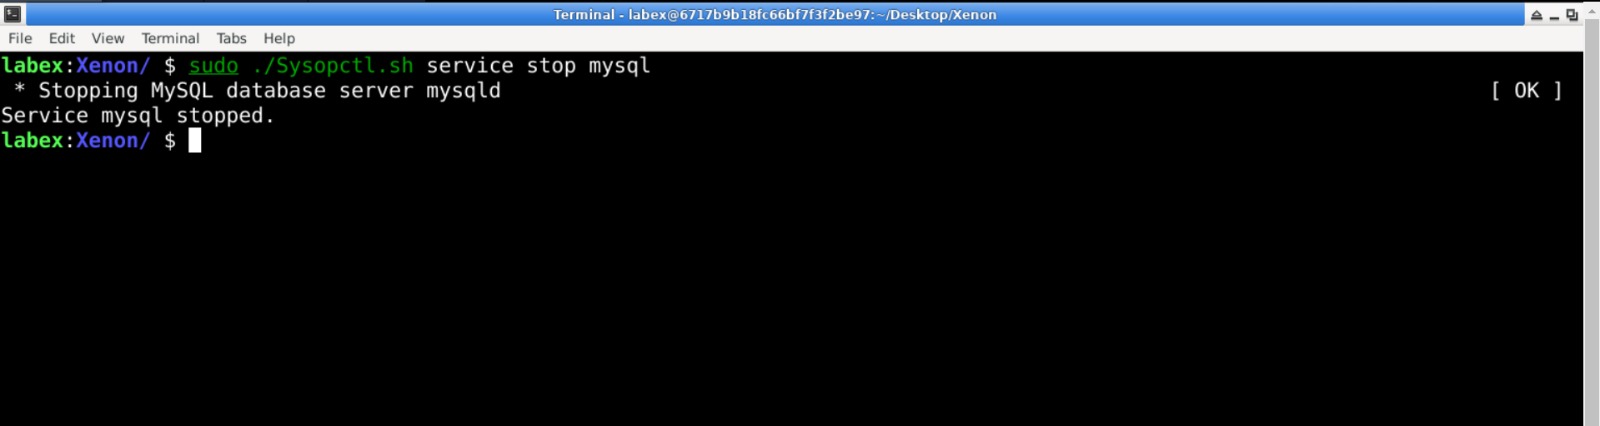 Terminal - labex@6717b9b18fc66bf7f3f2be97:~/Desktop/Xenon
File Edit View Terminal Tabs Help
labex:Xenon/ $ sudo ./Sysopctl.sh service stop mysql
 * Stopping MySQL database server mysqld [ OK ]
Service mysql stopped.
labex:Xenon/ $